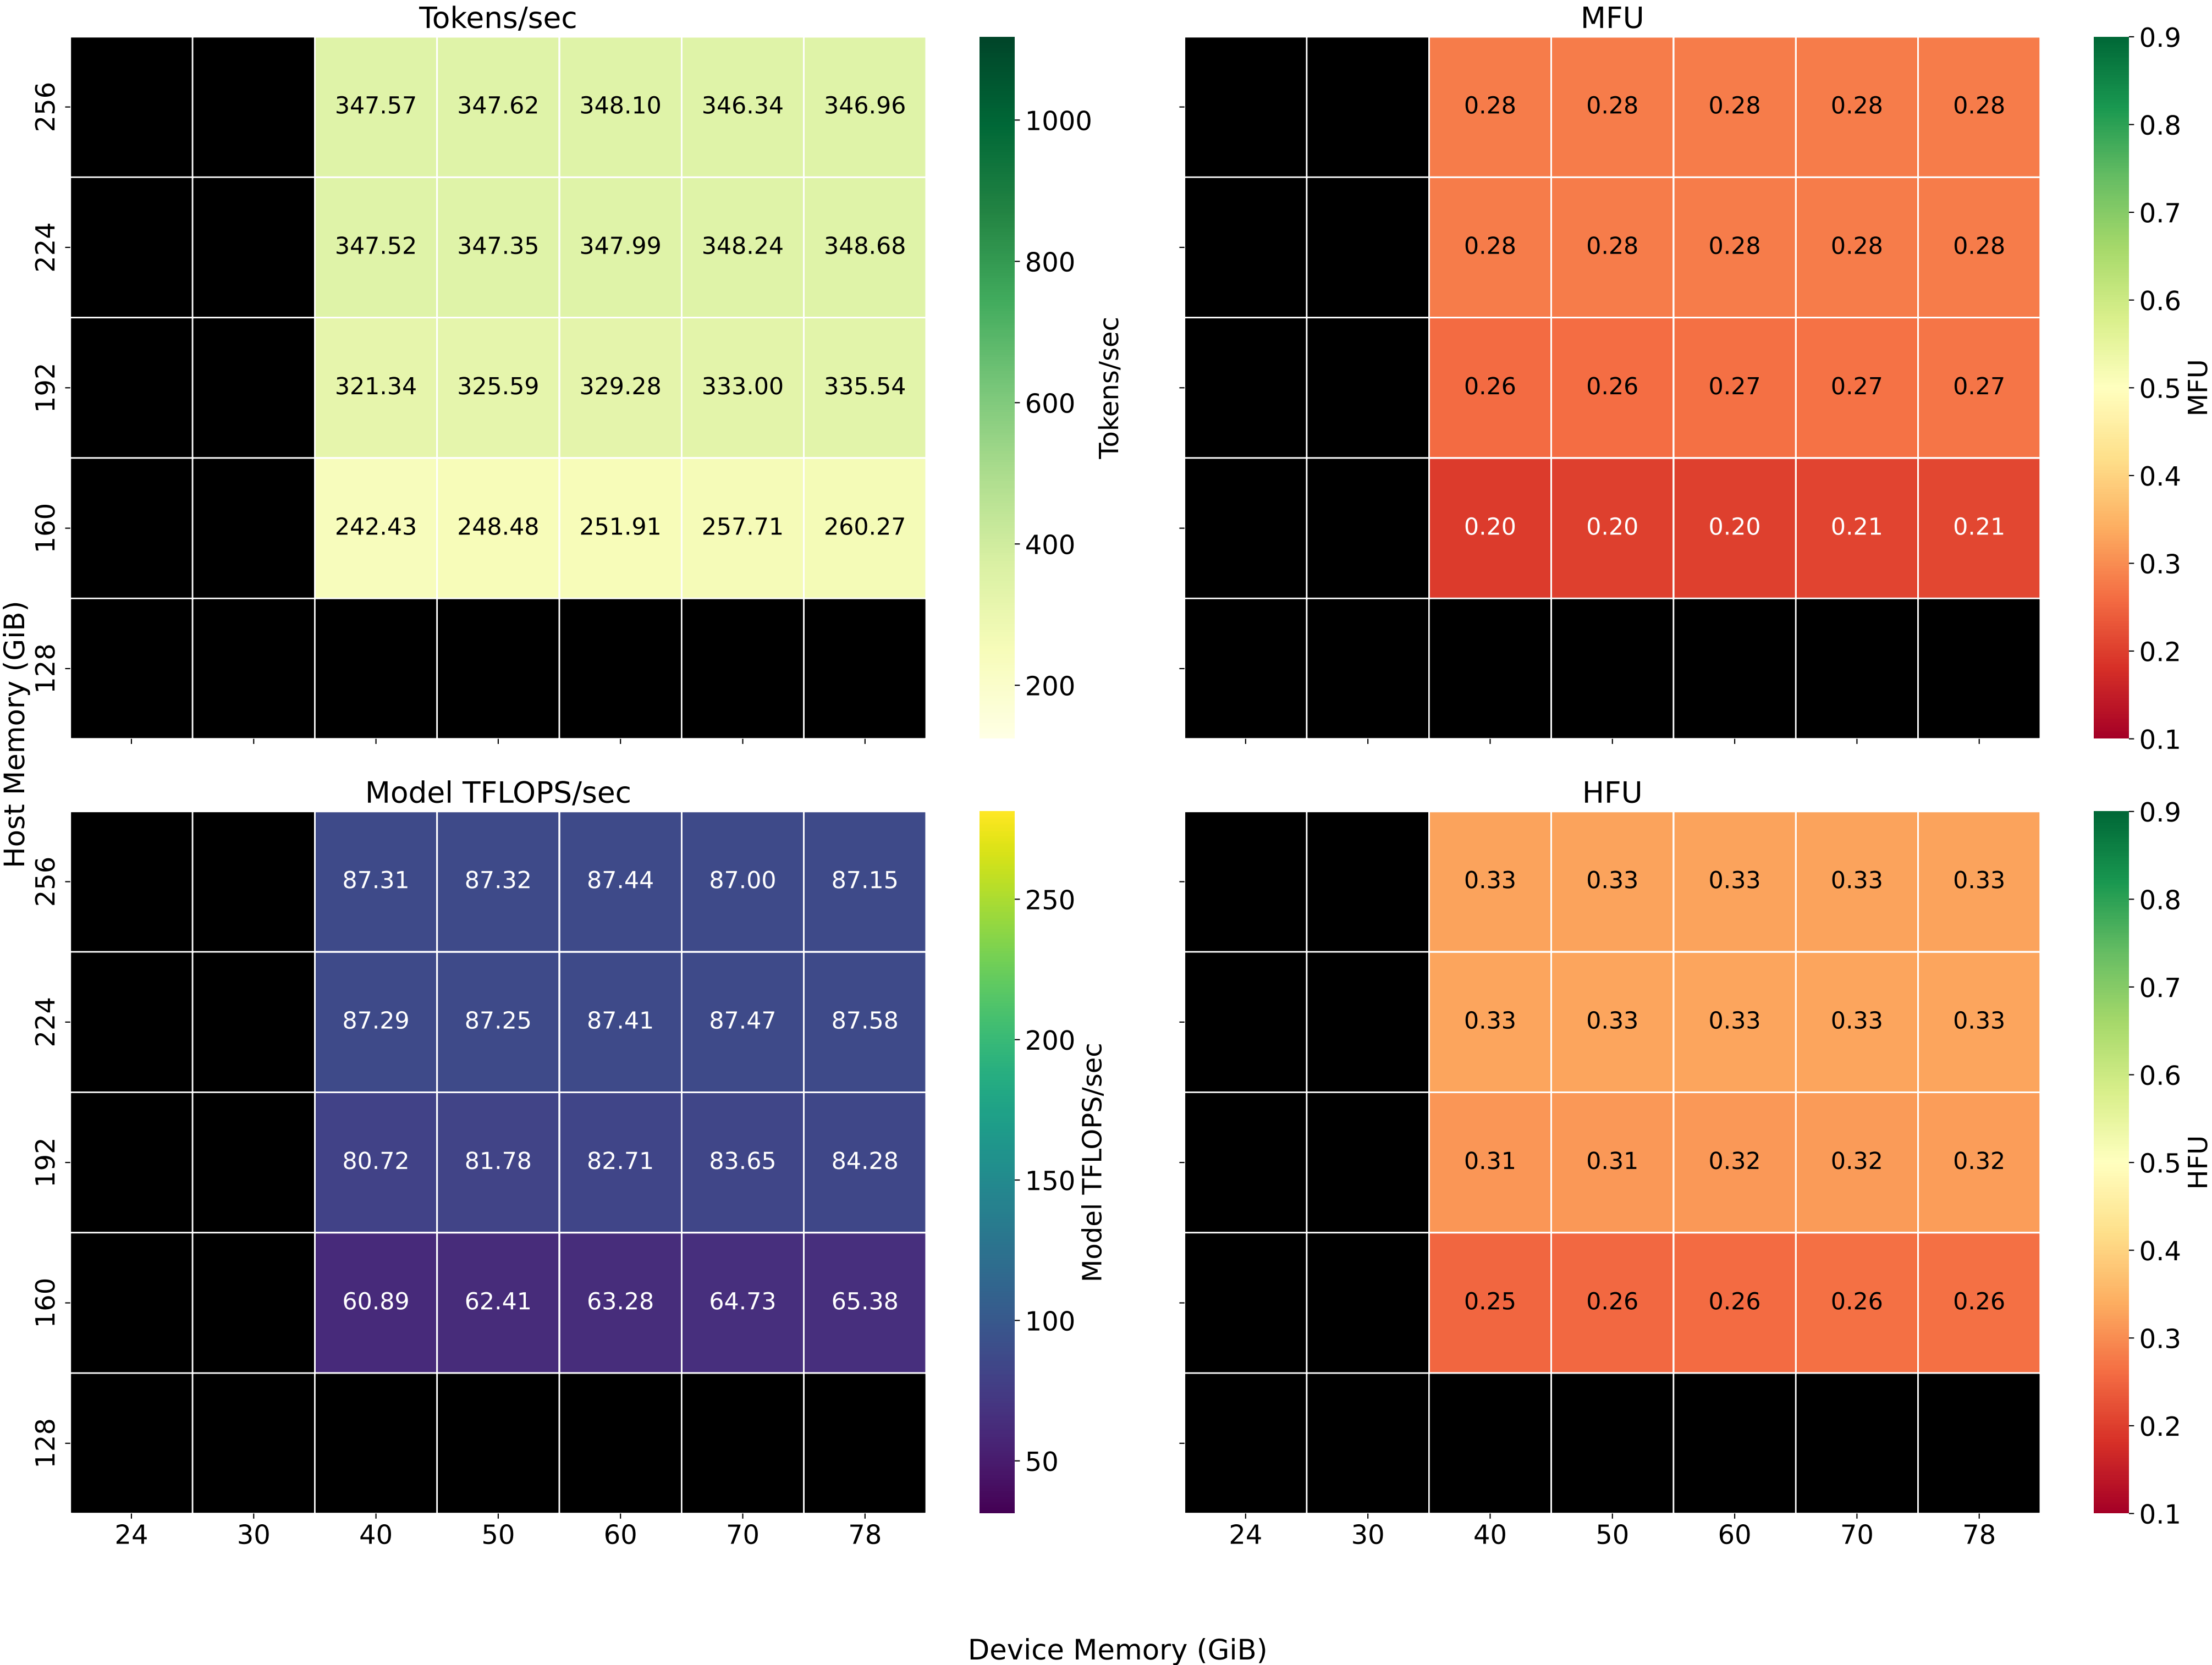 Tokens/sec
256
347.57 347.62 348.10 346.34 346.96
224
347.52 347.35 347.99 348.24 348.68
192
321.34 325.59 329.28 333.00 335.54
160
242.43 248.48 251.91 257.71 260.27
128
1000
800
600
400
200
Tokens/sec
MFU
0.28 0.28 0.28 0.28 0.28
0.28 0.28 0.28 0.28 0.28
0.26 0.26 0.27 0.27 0.27
0.20 0.20 0.20 0.21 0.21
0.9
0.8
0.7
0.6
0.5
0.4
0.3
0.2
0.1
MFU
Host Memory (GiB)
Model TFLOPS/sec
256
87.31 87.32 87.44 87.00 87.15
224
87.29 87.25 87.41 87.47 87.58
192
80.72 81.78 82.71 83.65 84.28
160
60.89 62.41 63.28 64.73 65.38
128
24 30 40 50 60 70 78
250
200
150
100
50
Model TFLOPS/sec
HFU
0.33 0.33 0.33 0.33 0.33
0.33 0.33 0.33 0.33 0.33
0.31 0.31 0.32 0.32 0.32
0.25 0.26 0.26 0.26 0.26
24 30 40 50 60 70 78
0.9
0.8
0.7
0.6
0.5
0.4
0.3
0.2
0.1
HFU
Device Memory (GiB)